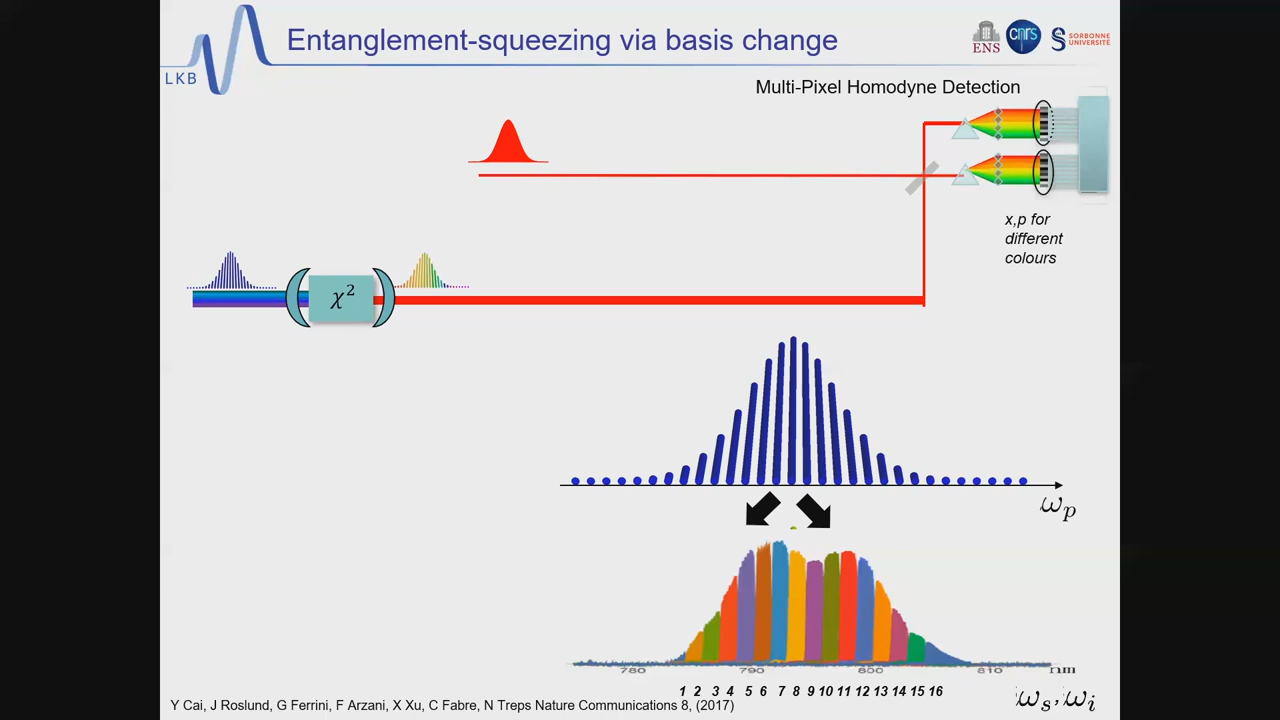 LKB
Entanglement-squeezing via basis change
ENS
cnrs
SORBONNE
UNIVERSITÉ
Multi-Pixel Homodyne Detection
x,p for
different
colours
χ²
ω_p
780 790 800 810 nm
1 2 3 4 5 6 7 8 9 10 11 12 13 14 15 16
ω_s, ω_i
Y Cai, J Roslund, G Ferrini, F Arzani, X Xu, C Fabre, N Treps Nature Communications 8, (2017)